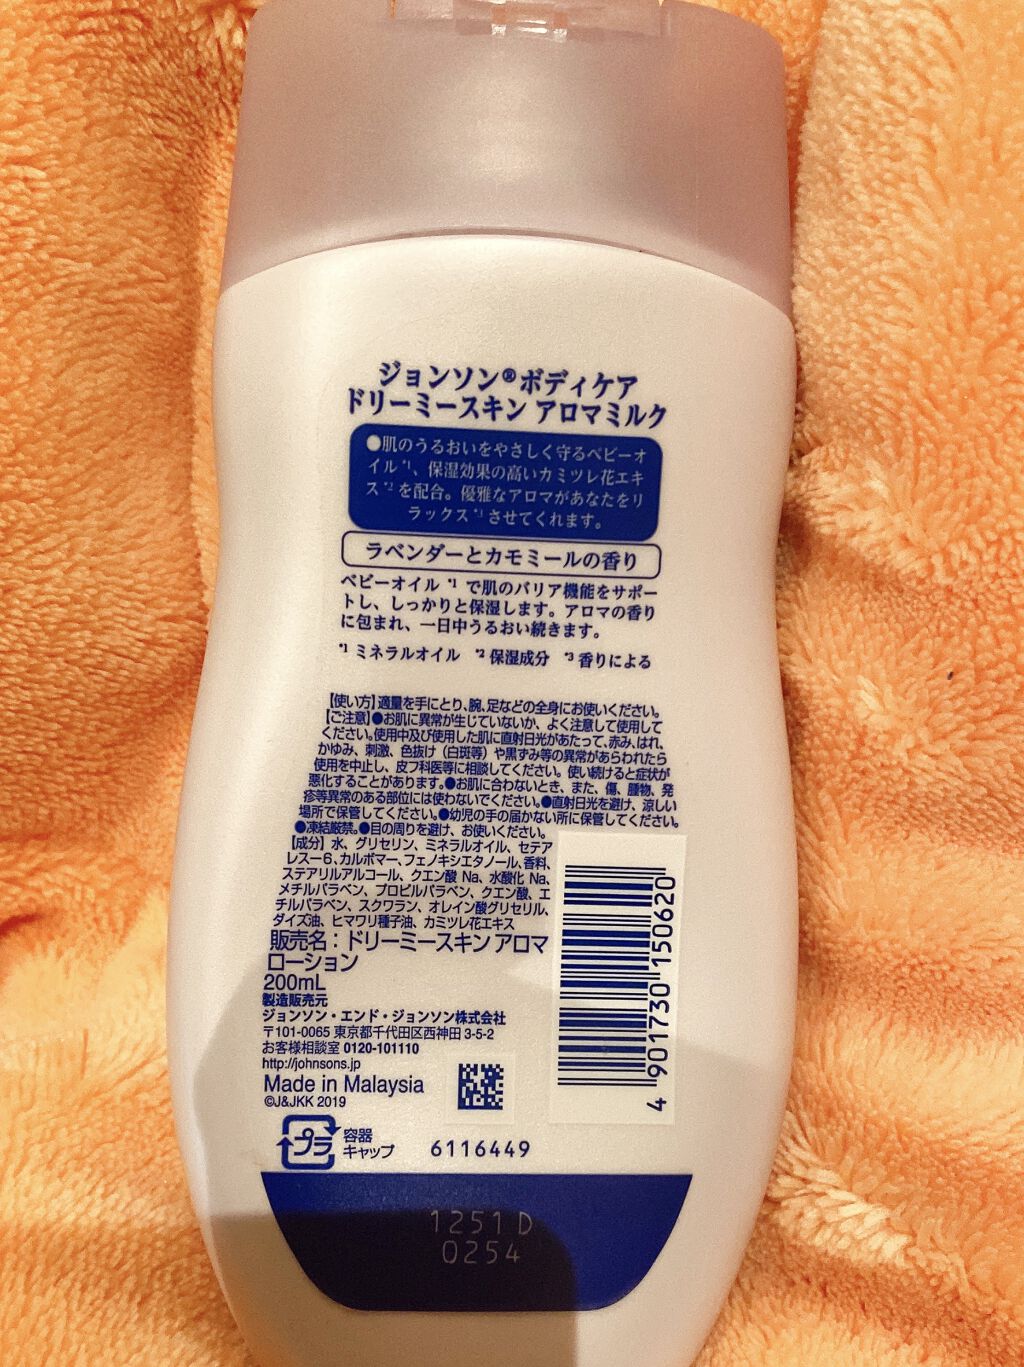 ジョンソン®ボディケア
ドリーミースキン アロマミルク
●肌のうるおいをやさしく守るベビーオ
イル*1、保湿効果の高いカミツレ花エキ
ス*2を配合。優雅なアロマがあなたをリ
ラックス*3させてくれます。
ラベンダーとカモミールの香り
ベビーオイル*1で肌のバリア機能をサポー
トし、しっかりと保湿します。アロマの香り
に包まれ、一日中うるおい続きます。
*1 ミネラルオイル *2 保湿成分 *3 香りによる
【使い方】適量を手にとり、腕、足などの全身にお使いください。
【ご注意】●お肌に異常が生じていないか、よく注意して使用して
ください。使用中及び使用した肌に直射日光があたって、赤み、はれ、
かゆみ、刺激、色抜け（白斑等）や黒ずみ等の異常があらわれたら
使用を中止し、皮フ科医等に相談してください。使い続けると症状が
悪化することがあります。●お肌に合わないとき、また、傷、腫物、発
疹等異常のある部位には使わないでください。●直射日光を避け、涼しい
場所で保管してください。●幼児の手の届かない所に保管してください。
●凍結厳禁。●目の周りを避け、お使いください。
【成分】水、グリセリン、ミネラルオイル、セテア
レス－6、カルボマー、フェノキシエタノール、香料、
ステアリルアルコール、クエン酸 Na、水酸化 Na、
メチルパラベン、プロピルパラベン、クエン酸、エ
チルパラベン、スクワラン、オレイン酸グリセリル、
ダイズ油、ヒマワリ種子油、カミツレ花エキス
販売名：ドリーミースキン アロマ
ローション
200mL
製造販売元
ジョンソン・エンド・ジョンソン株式会社
〒101-0065 東京都千代田区西神田 3-5-2
お客様相談室 0120-101110
http://johnsons.jp
Made in Malaysia
©J&JKK 2019
プラ
容器
キャップ
6116449
4 901730 150620
1251 D
0254